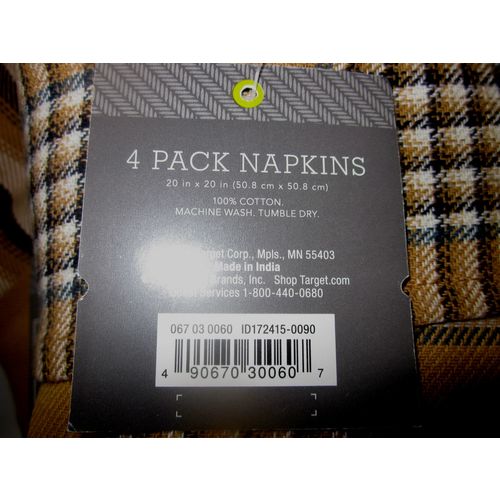 4 PACK NAPKINS
20 in x 20 in (50.8 cm x 50.8 cm)
100% COTTON.
MACHINE WASH. TUMBLE DRY.
Corp., Mpls., MN 55403
Made in India
Brands, Inc. Shop Target.com
Services 1-800-440-0680
067 03 0060 ID172415-0090
4 90670 30060 7